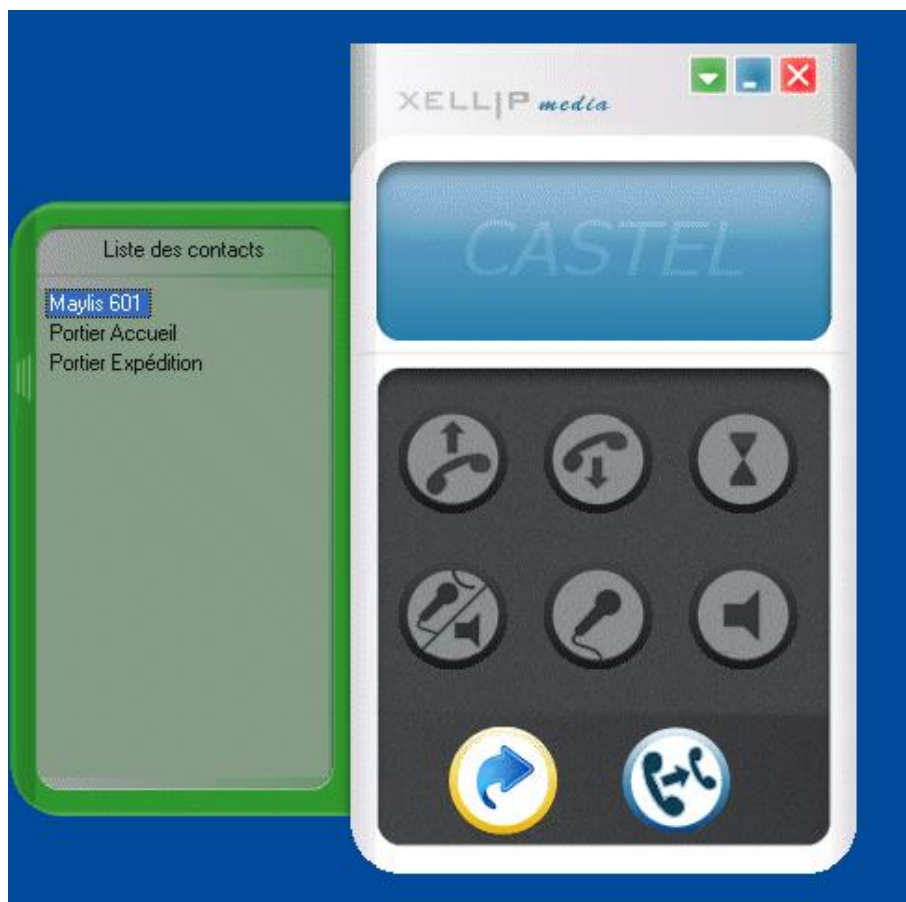 XELLIP media
CASTEL
Liste des contacts
Maylis 601
Portier Accueil
Portier Expédition